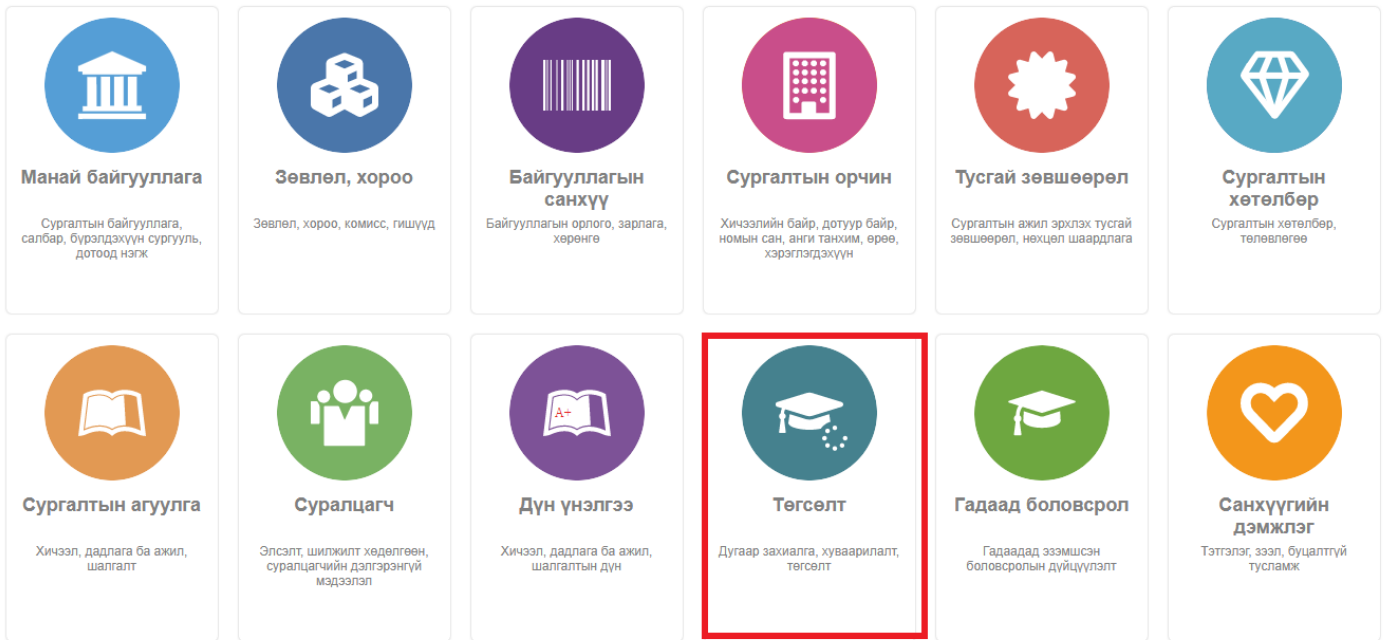 Манай байгууллага
Сургалтын байгууллага,
салбар, бүрэлдэхүүн сургууль,
дотоод нэгж
Зөвлөл, хороо
Зөвлөл, хороо, комисс, гишүүд
Байгууллагын
санхүү
Байгууллагын орлого, зарлага,
хөрөнгө
Сургалтын орчин
Хичээлийн байр, дотуур байр,
номын сан, анги танхим, өрөө,
хэрэглэгдэхүүн
Тусгай зөвшөөрөл
Сургалтын ажил эрхлэх тусгай
зөвшөөрөл, нөхцөл шаардлага
Сургалтын
хөтөлбөр
Сургалтын хөтөлбөр,
төлөвлөгөө
Сургалтын агуулга
Хичээл, дадлага ба ажил,
шалгалт
Суралцагч
Элсэлт, шилжилт хөдөлгөөн,
суралцагчийн дэлгэрэнгүй
мэдээлэл
A+
Дүн үнэлгээ
Хичээл, дадлага ба ажил,
шалгалтын дүн
Төгсөлт
Дугаар захиалга, хуваарилалт,
төгсөлт
Гадаад боловсрол
Гадаадад эзэмшсэн
боловсролын дүйцүүлэлт
Санхүүгийн
дэмжлэг
Тэтгэлэг, зээл, буцалтгүй
тусламж